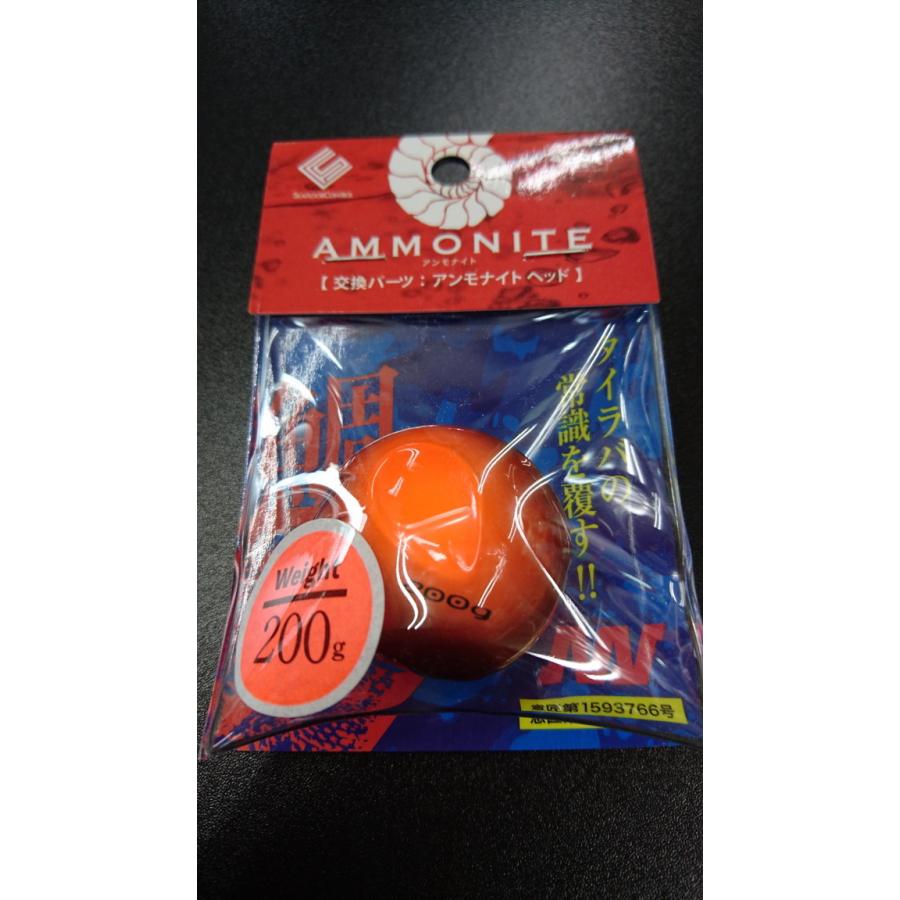 AMMONITE
アンモナイト
【 交換パーツ：アンモナイト ヘッド 】
タイラバの
常識を覆す!!
鯛
Weight
200g
200g
意匠第1593766号